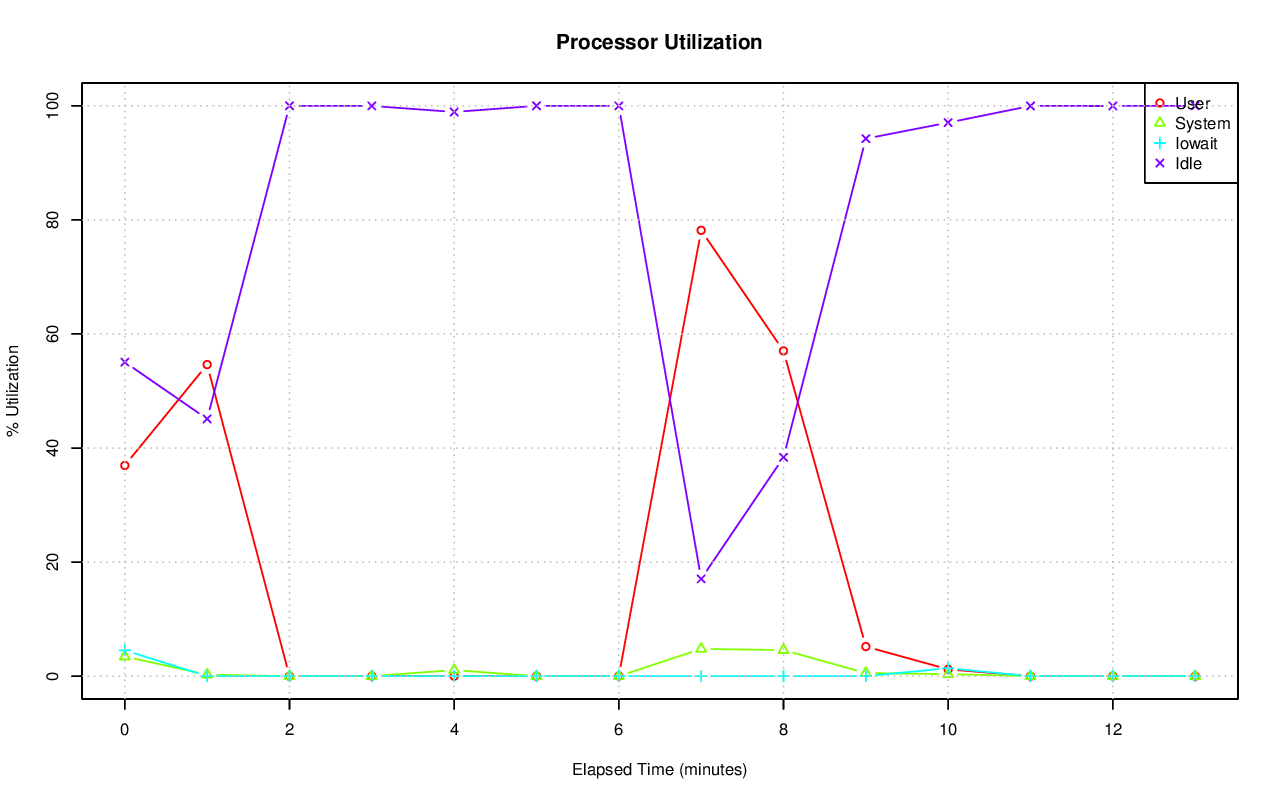 Processor Utilization
% Utilization
100
80
60
40
20
0
User
System
Iowait
Idle
0 2 4 6 8 10 12
Elapsed Time (minutes)